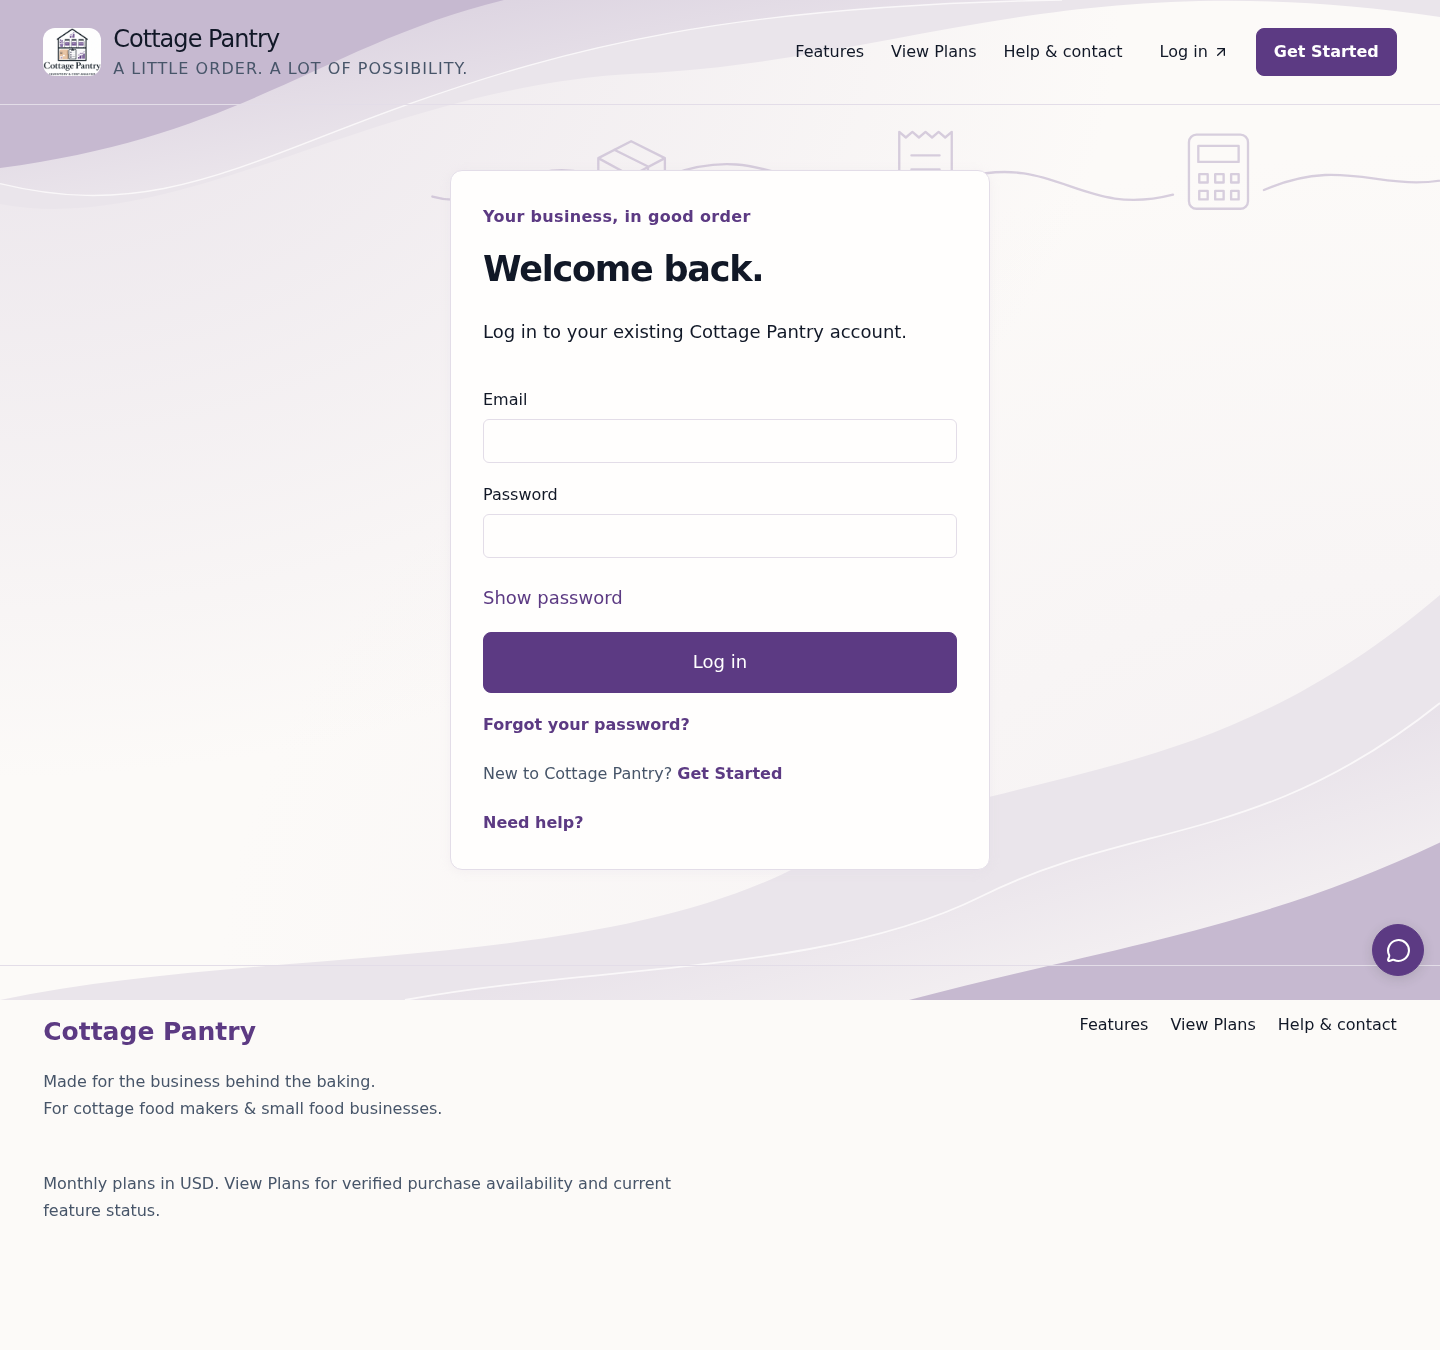 Cottage Pantry
Cottage Pantry
A LITTLE ORDER. A LOT OF POSSIBILITY.
Features
View Plans
Help & contact
Log in
Get Started
Your business, in good order
Welcome back.
Log in to your existing Cottage Pantry account.
Email
Password
Show password
Log in
Forgot your password?
New to Cottage Pantry? Get Started
Need help?
Cottage Pantry
Features
View Plans
Help & contact
Made for the business behind the baking.
For cottage food makers & small food businesses.
Monthly plans in USD. View Plans for verified purchase availability and current
feature status.